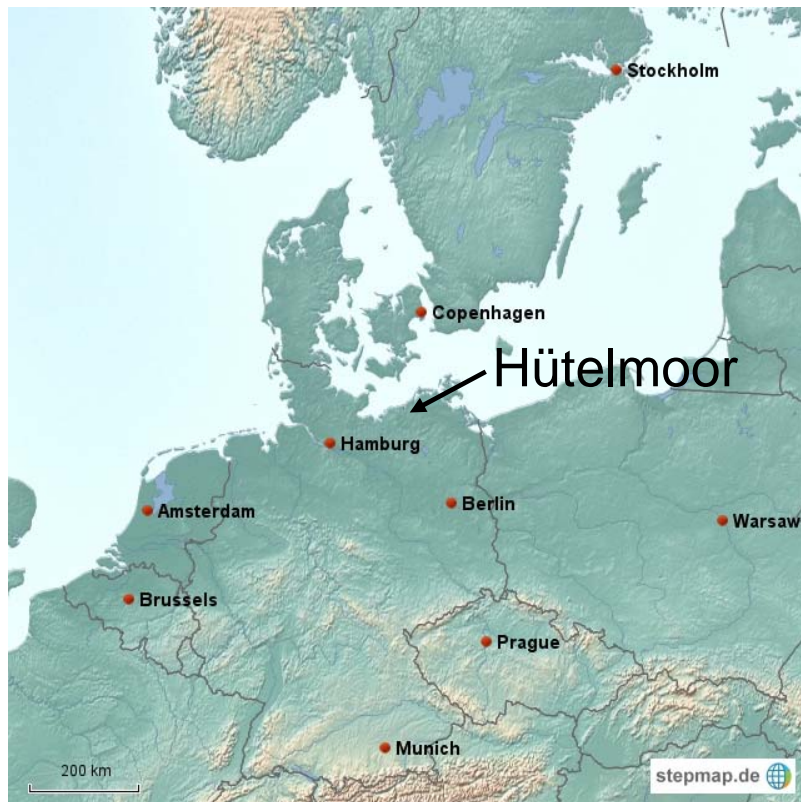 Stockholm
Copenhagen
Hütelmoor
Hamburg
Berlin
Amsterdam
Warsaw
Brussels
Prague
Munich
200 km
stepmap.de